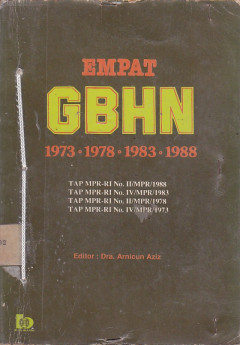 EMPAT
GBHN
1973 • 1978 • 1983 • 1988
TAP MPR-RI No. II/MPR/1988
TAP MPR-RI No. IV/MPR/1983
TAP MPR-RI No. II/MPR/1978
TAP MPR-RI No. IV/MPR/1973
Editor : Dra. Arnicun Aziz